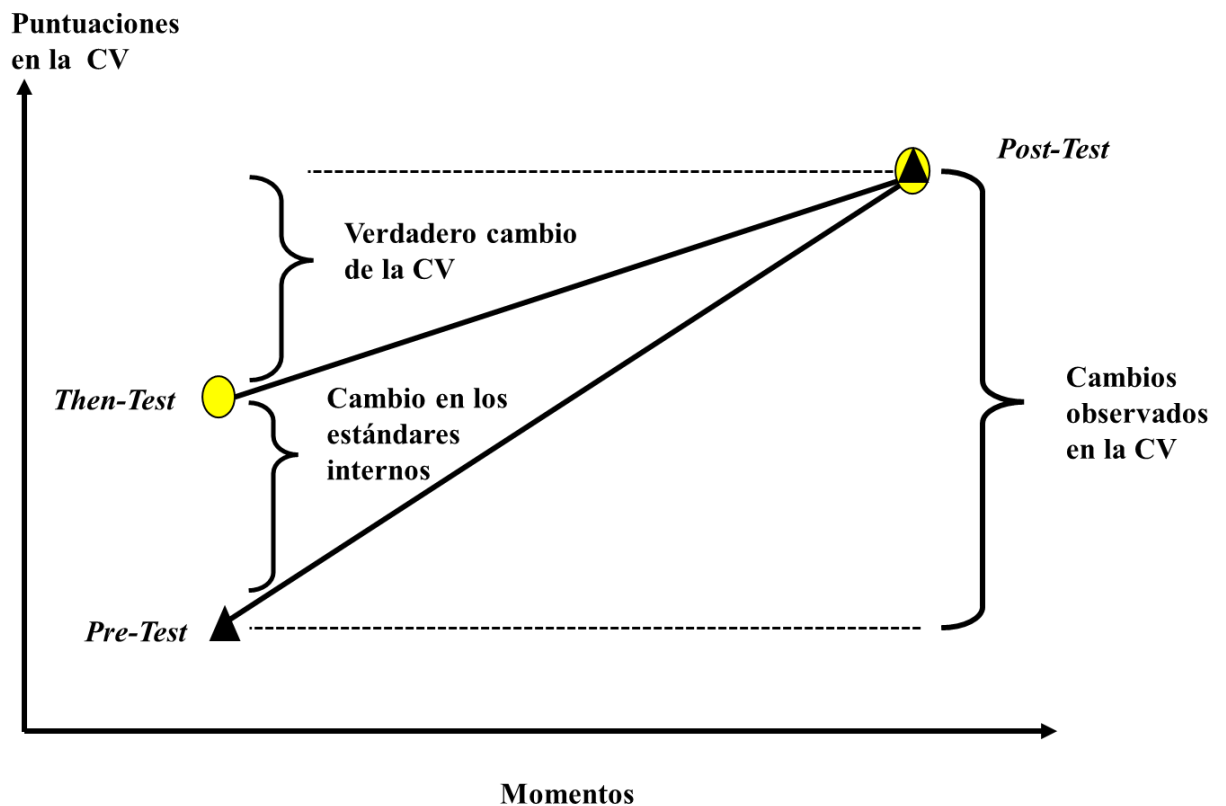 Puntuaciones
en la CV
Post-Test
Verdadero cambio
de la CV
Then-Test
Cambio en los
estándares
internos
Cambios
observados
en la CV
Pre-Test
Momentos